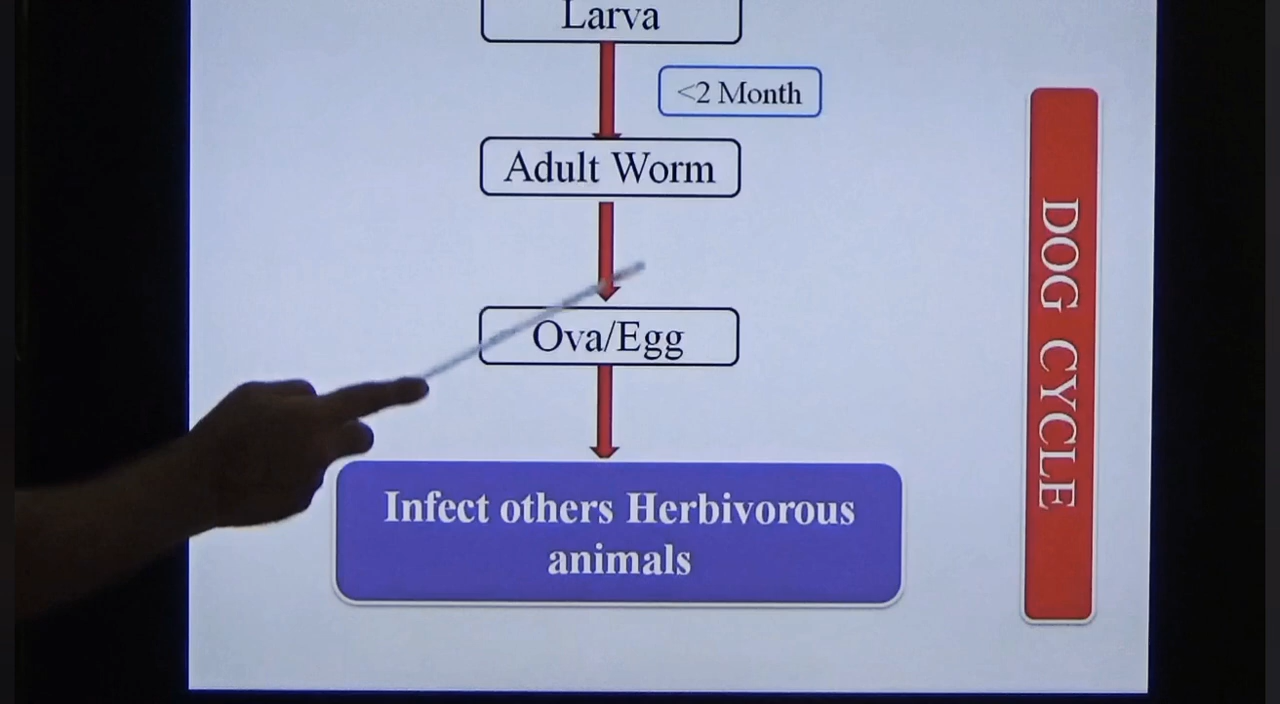 Larva
<2 Month
Adult Worm
Ova/Egg
Infect others Herbivorous
animals
DOG CYCLE